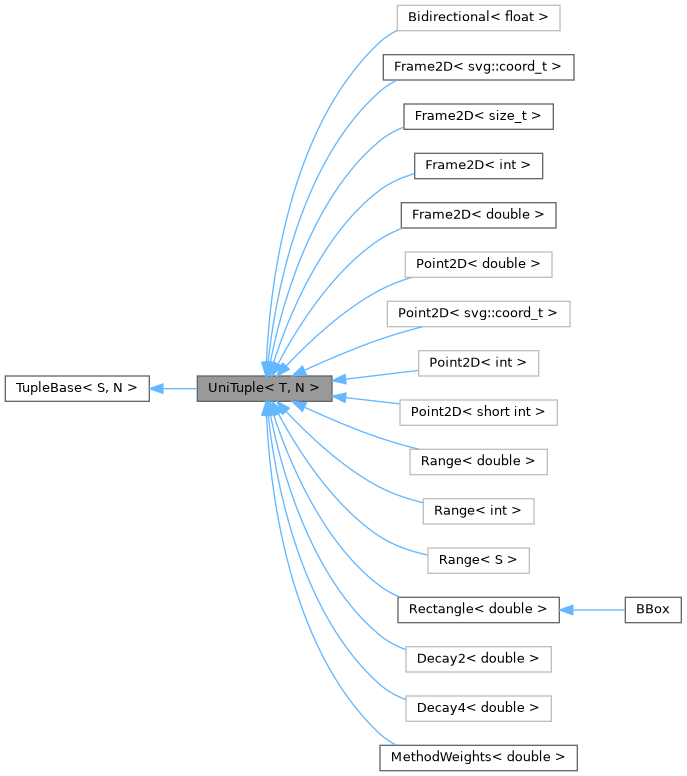 Bidirectional< float >
Frame2D< svg::coord_t >
Frame2D< size_t >
Frame2D< int >
Frame2D< double >
Point2D< double >
Point2D< svg::coord_t >
Point2D< int >
TupleBase< S, N >
UniTuple< T, N >
Point2D< short int >
Range< double >
Range< int >
Range< S >
Rectangle< double >
BBox
Decay2< double >
Decay4< double >
MethodWeights< double >